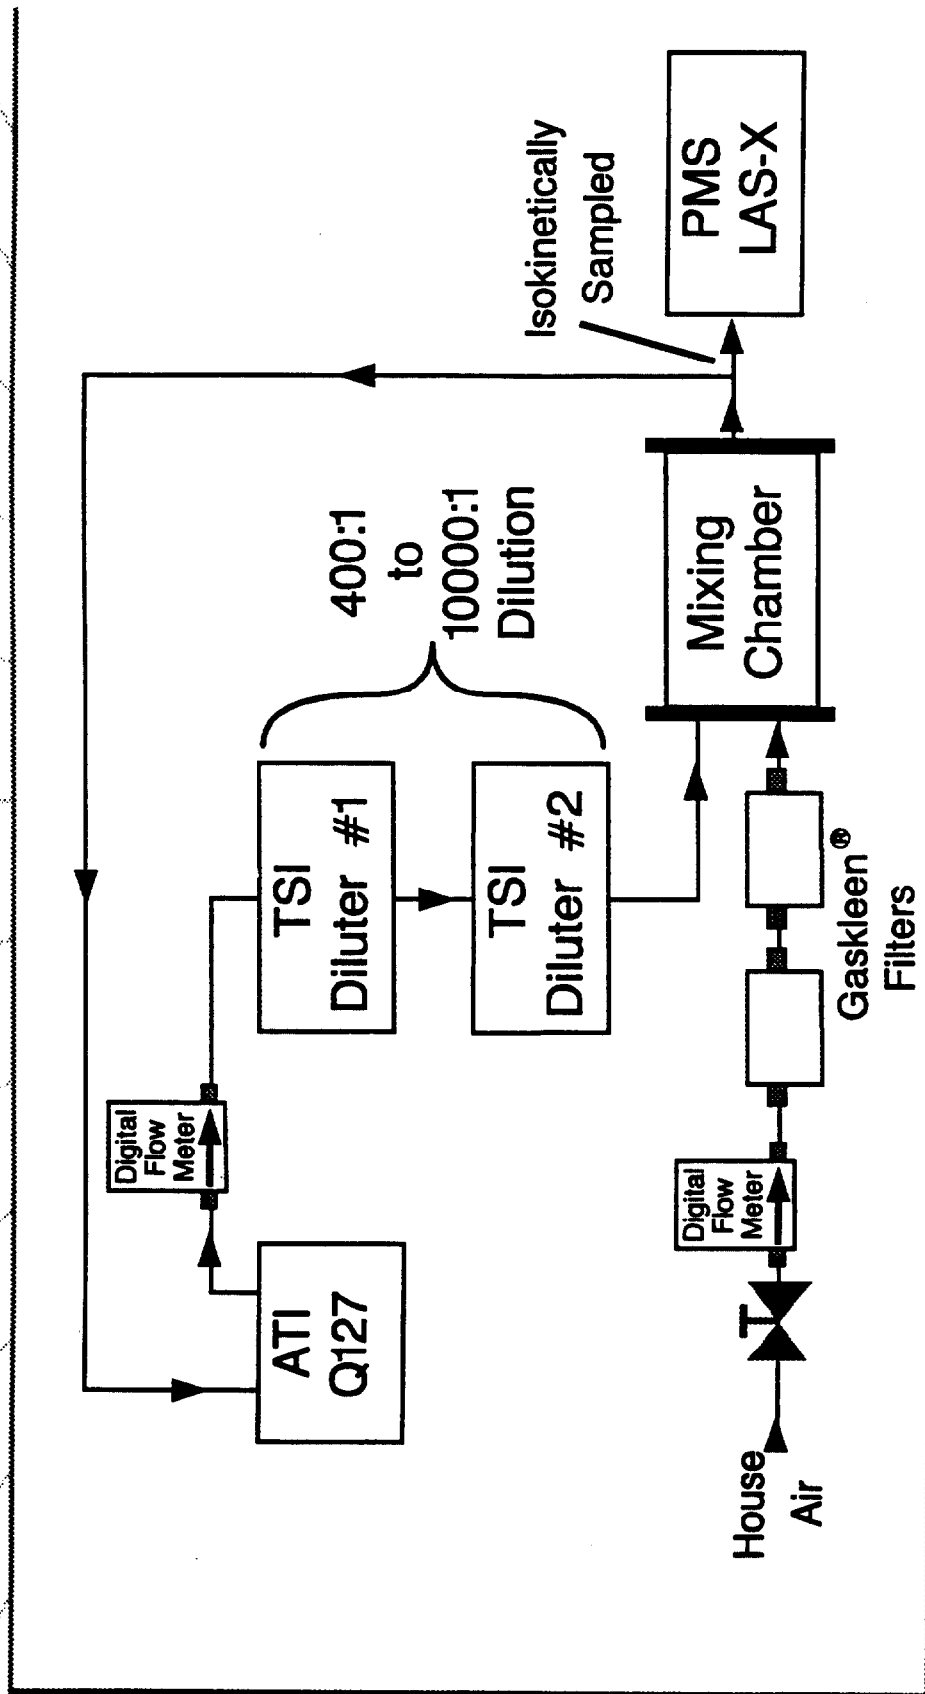 ATI
Q127
Digital
Flow
Meter
TSI
Diluter #1
TSI
Diluter #2
400:1
to
10000:1
Dilution
House
Air
Digital
Flow
Meter
Gaskleen®
Filters
Mixing
Chamber
Isokinetically
Sampled
PMS
LAS-X